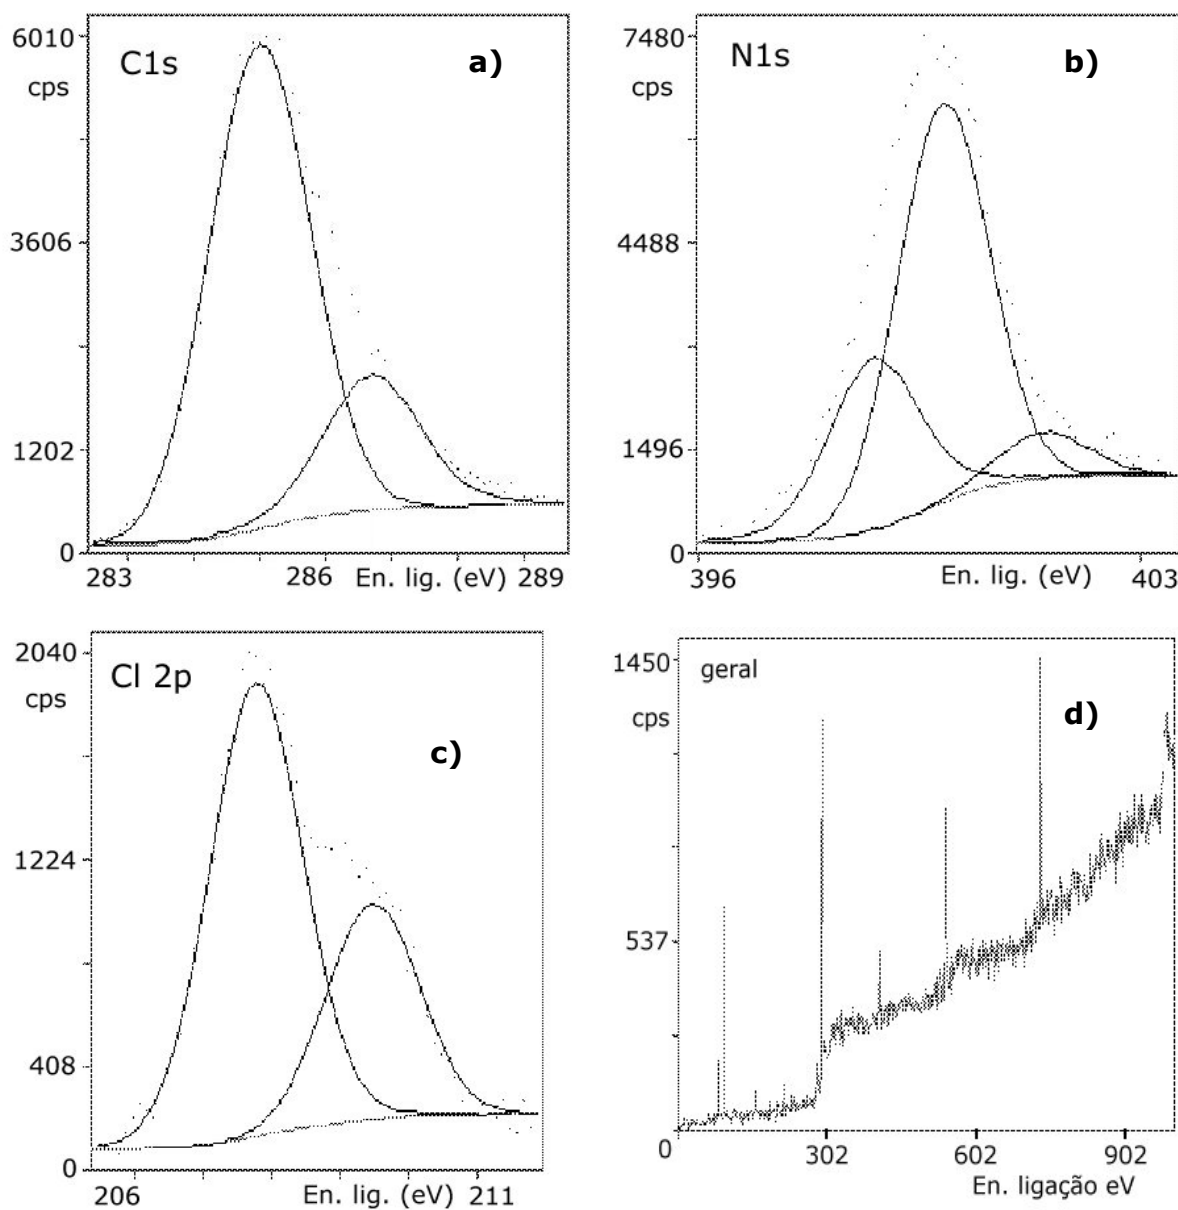 6010
cps
C1s
a)
3606
1202
0
283
286
En. lig. (eV)
289
7480
cps
N1s
b)
4488
1496
0
396
En. lig. (eV)
403
2040
cps
Cl 2p
c)
1224
408
0
206
En. lig. (eV)
211
1450
cps
geral
d)
537
0
302
602
902
En. ligação eV